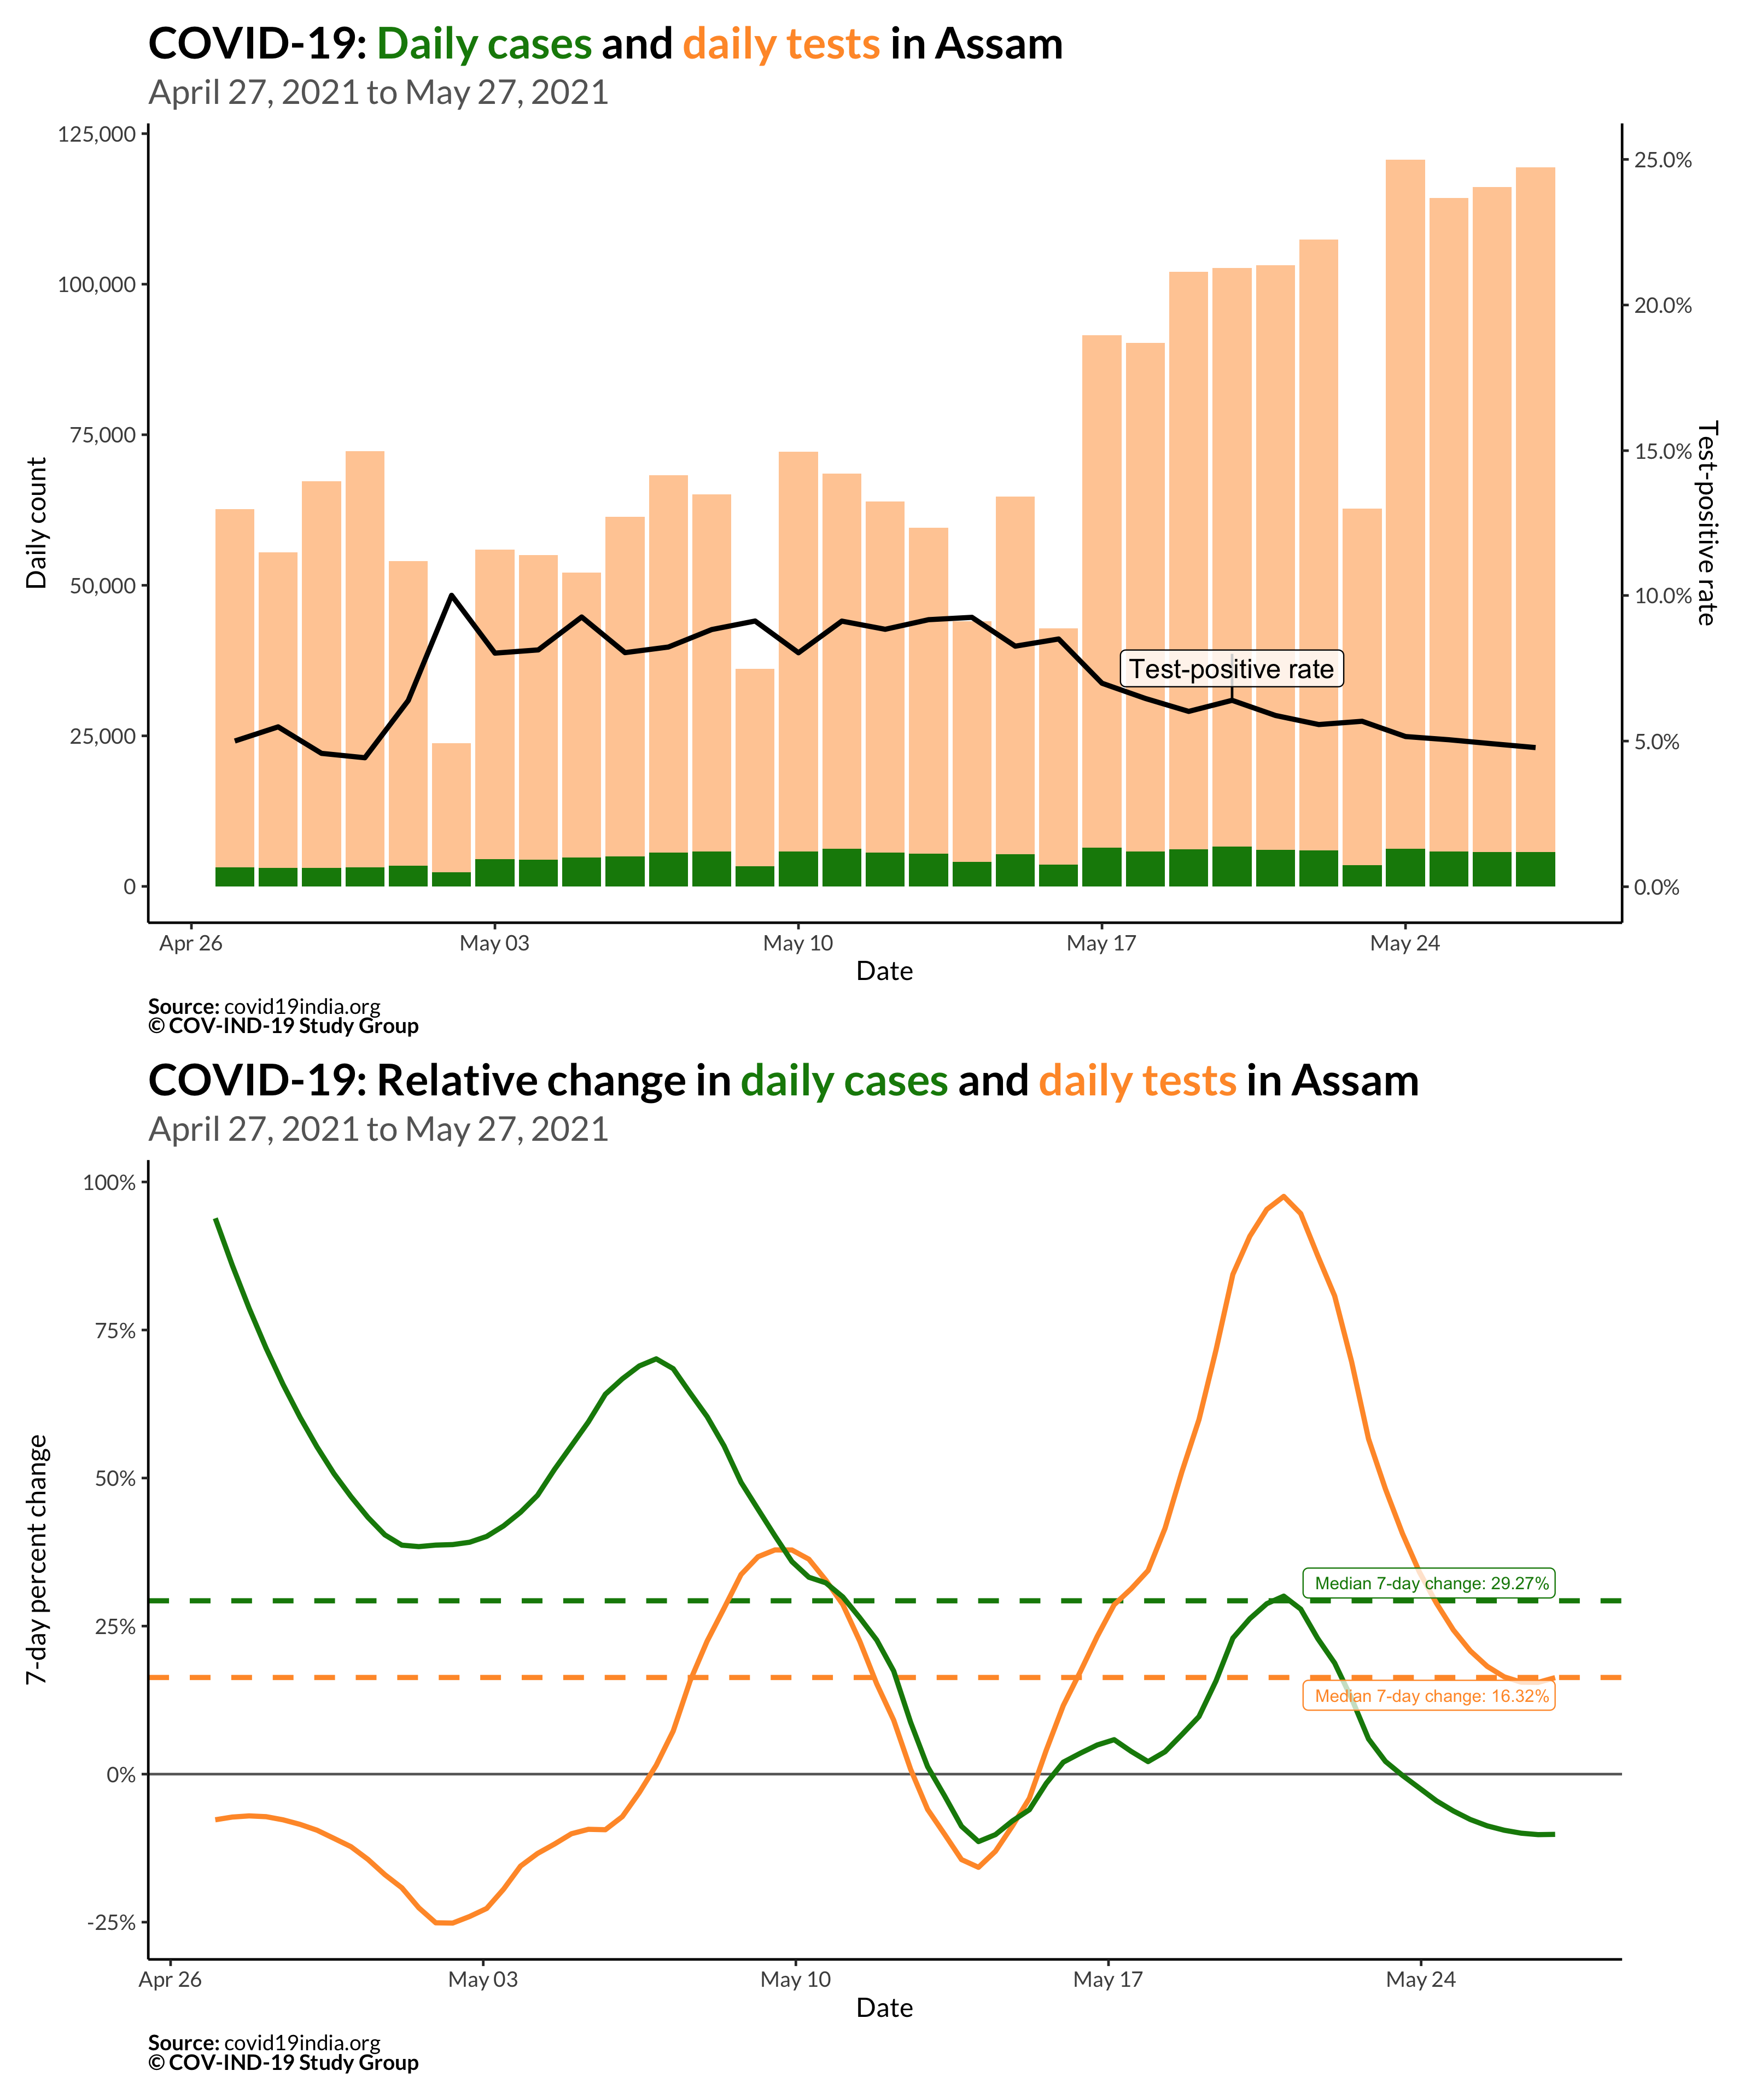 COVID-19: Daily cases and daily tests in Assam
April 27, 2021 to May 27, 2021
125,000
100,000
75,000
50,000
25,000
0
Daily count
25.0%
20.0%
15.0%
10.0%
5.0%
0.0%
Test-positive rate
Test-positive rate
Apr 26
May 03
May 10
May 17
May 24
Date
Source: covid19india.org
© COV-IND-19 Study Group
COVID-19: Relative change in daily cases and daily tests in Assam
April 27, 2021 to May 27, 2021
100%
75%
50%
25%
0%
-25%
7-day percent change
Median 7-day change: 29.27%
Median 7-day change: 16.32%
Apr 26
May 03
May 10
May 17
May 24
Date
Source: covid19india.org
© COV-IND-19 Study Group